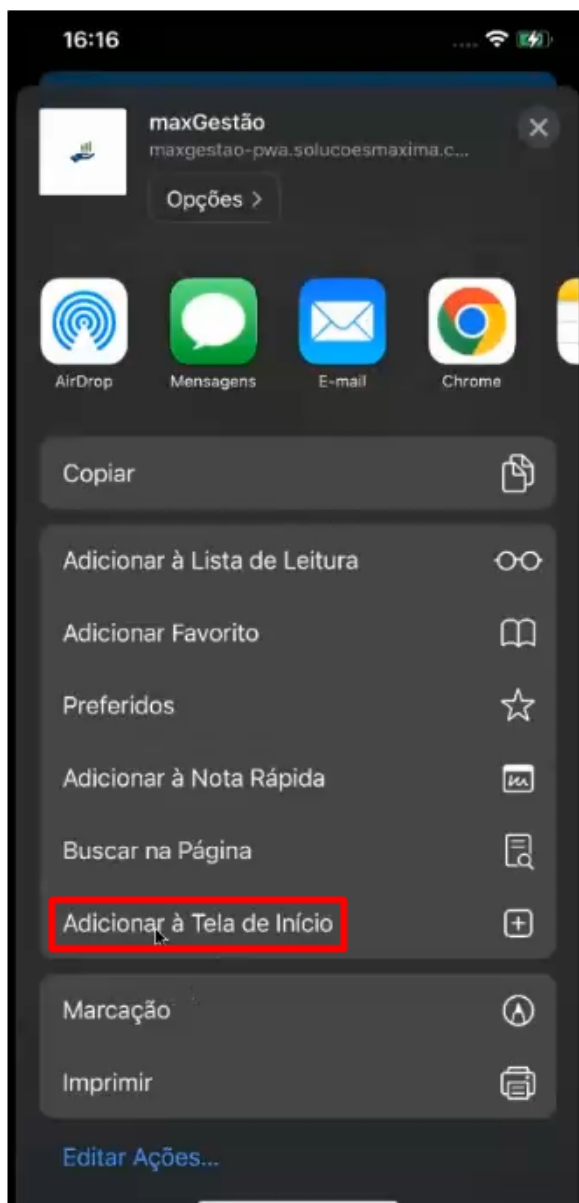 16:16
maxGestão
maxgestao-pwa.solucoesmaxima.c...
Opções >
AirDrop
Mensagens
E-mail
Chrome
Copiar
Adicionar à Lista de Leitura
Adicionar Favorito
Preferidos
Adicionar à Nota Rápida
Buscar na Página
Adicionar à Tela de Início
Marcação
Imprimir
Editar Ações...